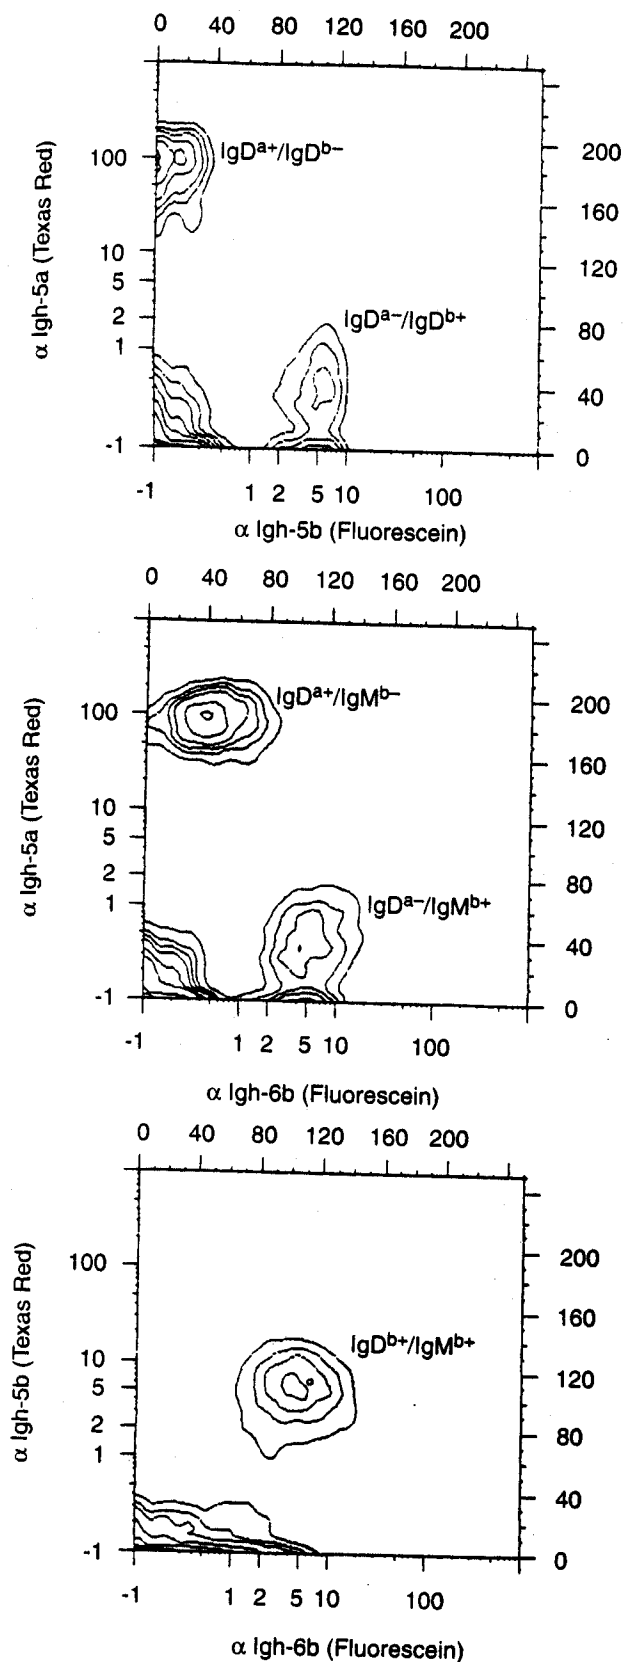 0 40 80 120 160 200
α Igh-5a (Texas Red)
100
10
5
2
1
-1
IgDᵃ⁺/IgDᵇ⁻
IgDᵃ⁻/IgDᵇ⁺
200
160
120
80
40
0
-1 1 2 5 10 100
α Igh-5b (Fluorescein)
0 40 80 120 160 200
α Igh-5a (Texas Red)
100
10
5
2
1
-1
IgDᵃ⁺/IgMᵇ⁻
IgDᵃ⁻/IgMᵇ⁺
200
160
120
80
40
0
-1 1 2 5 10 100
α Igh-6b (Fluorescein)
0 40 80 120 160 200
α Igh-5b (Texas Red)
100
10
5
2
1
-1
IgDᵇ⁺/IgMᵇ⁺
200
160
120
80
40
0
-1 1 2 5 10 100
α Igh-6b (Fluorescein)